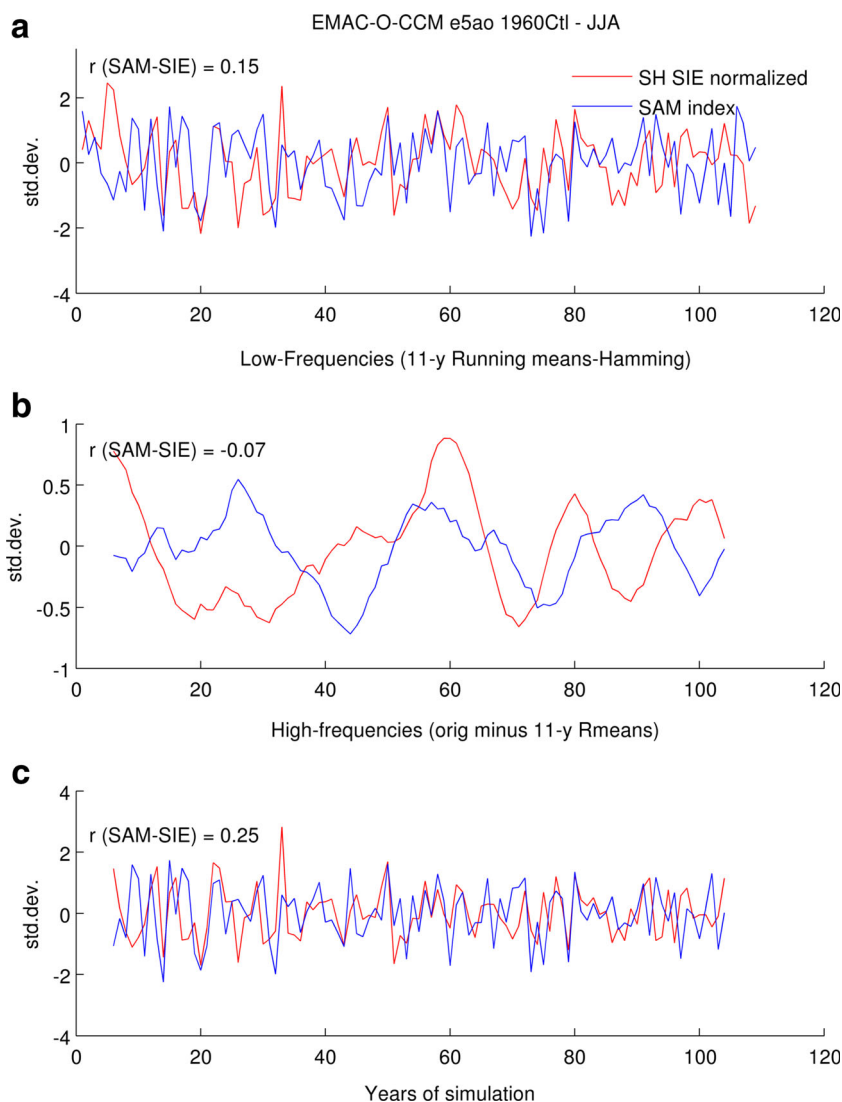 a
EMAC-O-CCM e5ao 1960Ctl - JJA
r (SAM-SIE) = 0.15
SH SIE normalized
SAM index
std.dev.
2
0
-2
-4
0 20 40 60 80 100 120
Low-Frequencies (11-y Running means-Hamming)
b
r (SAM-SIE) = -0.07
std.dev.
1
0.5
0
-0.5
-1
0 20 40 60 80 100 120
High-frequencies (orig minus 11-y Rmeans)
c
r (SAM-SIE) = 0.25
std.dev.
4
2
0
-2
-4
0 20 40 60 80 100 120
Years of simulation